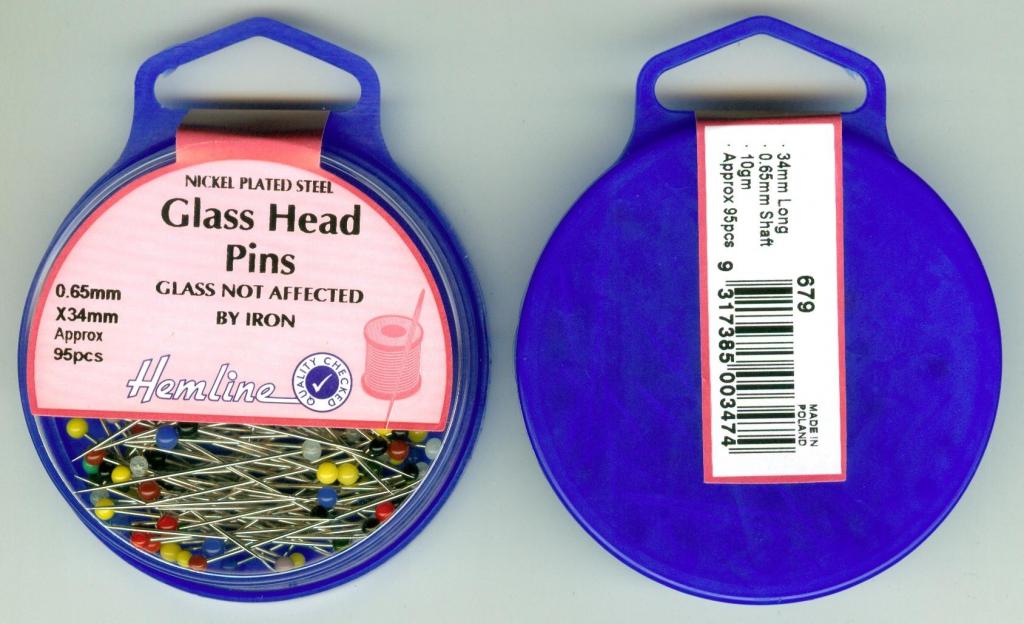 NICKEL PLATED STEEL
Glass Head
Pins
GLASS NOT AFFECTED
BY IRON
0.65mm
X34mm
Approx
95pcs
Hemline
QUALITY CHECKED
· 34mm Long
· 0.65mm Shaft
· 10gm
· Approx 95pcs
679
9 317385 003474
MADE IN
POLAND